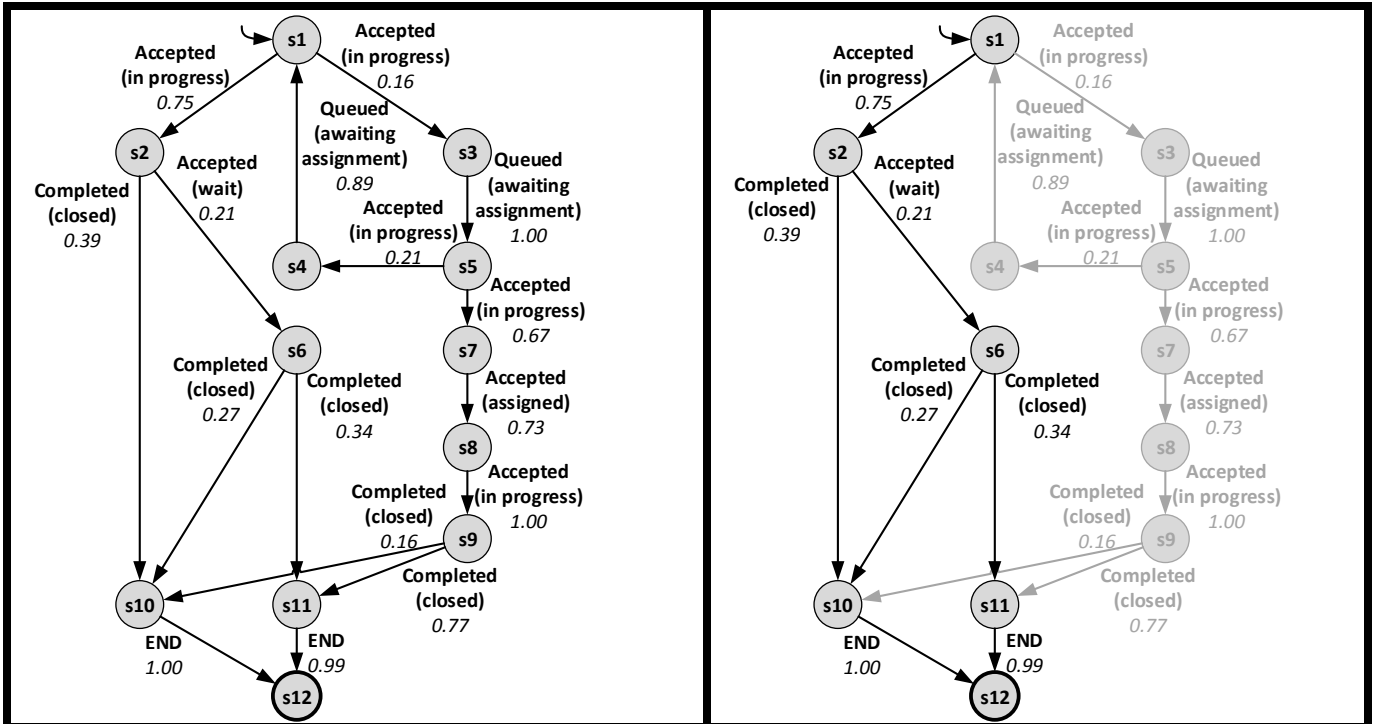 s1
Accepted
(in progress)
0.75
Accepted
(in progress)
0.16
Queued
(awaiting
assignment)
0.89
s2
s3
Accepted
(wait)
0.21
Queued
(awaiting
assignment)
1.00
Completed
(closed)
0.39
Accepted
(in progress)
0.21
s4
s5
Accepted
(in progress)
0.67
s6
s7
Completed
(closed)
0.27
Completed
(closed)
0.34
Accepted
(assigned)
0.73
s8
Accepted
(in progress)
1.00
Completed
(closed)
0.16
s9
Completed
(closed)
0.77
s10
s11
END
1.00
END
0.99
s12
s1
Accepted
(in progress)
0.75
Accepted
(in progress)
0.16
Queued
(awaiting
assignment)
0.89
s2
s3
Accepted
(wait)
0.21
Queued
(awaiting
assignment)
1.00
Completed
(closed)
0.39
Accepted
(in progress)
0.21
s4
s5
Accepted
(in progress)
0.67
s6
s7
Completed
(closed)
0.27
Completed
(closed)
0.34
Accepted
(assigned)
0.73
s8
Accepted
(in progress)
1.00
Completed
(closed)
0.16
s9
Completed
(closed)
0.77
s10
s11
END
1.00
END
0.99
s12